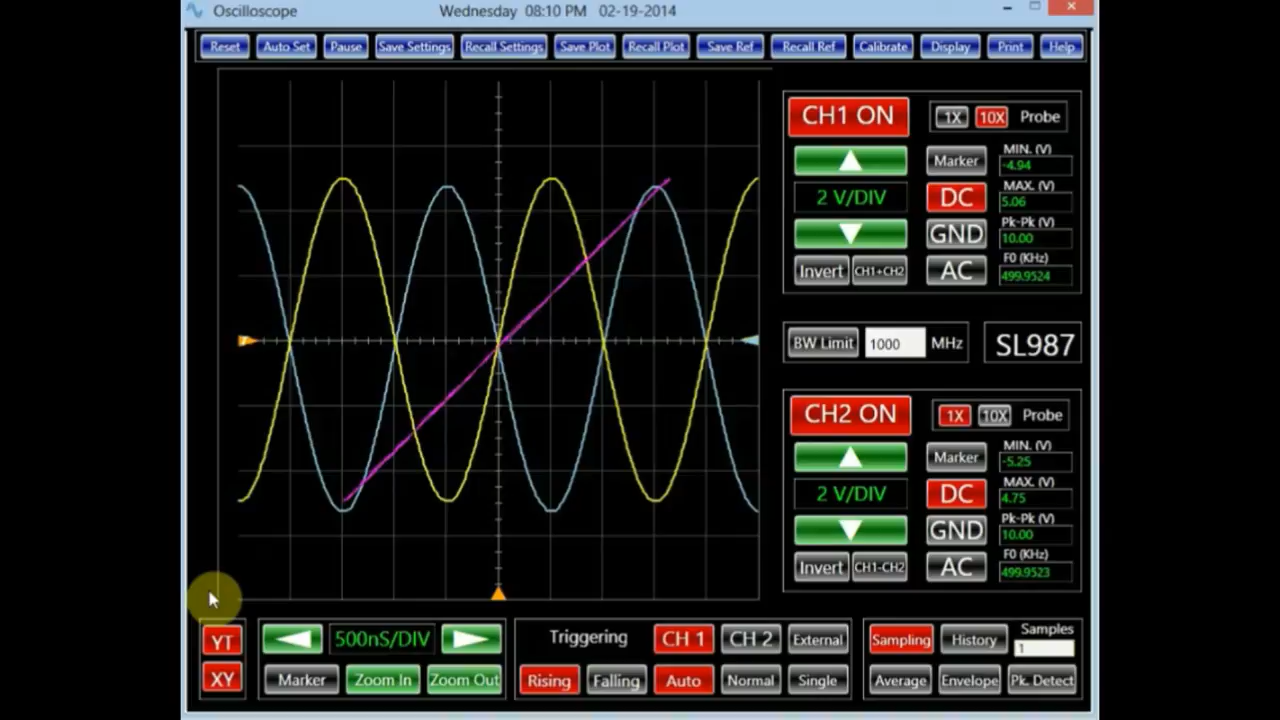 Oscilloscope Wednesday 08:10 PM 02-19-2014
Reset Auto Set Pause Save Settings Recall Settings Save Plot Recall Plot Save Ref Recall Ref Calibrate Display Print Help
CH1 ON 1X 10X Probe
Marker MIN. (V)
-4.94
2 V/DIV DC MAX. (V)
5.06
GND Pk-Pk (V)
10.00
Invert CH1+CH2 AC F0 (KHz)
499.9524
BW Limit 1000 MHz SL987
CH2 ON 1X 10X Probe
Marker MIN. (V)
-5.25
2 V/DIV DC MAX. (V)
4.75
GND Pk-Pk (V)
10.00
Invert CH1-CH2 AC F0 (KHz)
499.9523
YT 500nS/DIV Triggering CH 1 CH 2 External Sampling History Samples
1
XY Marker Zoom In Zoom Out Rising Falling Auto Normal Single Average Envelope Pk. Detect